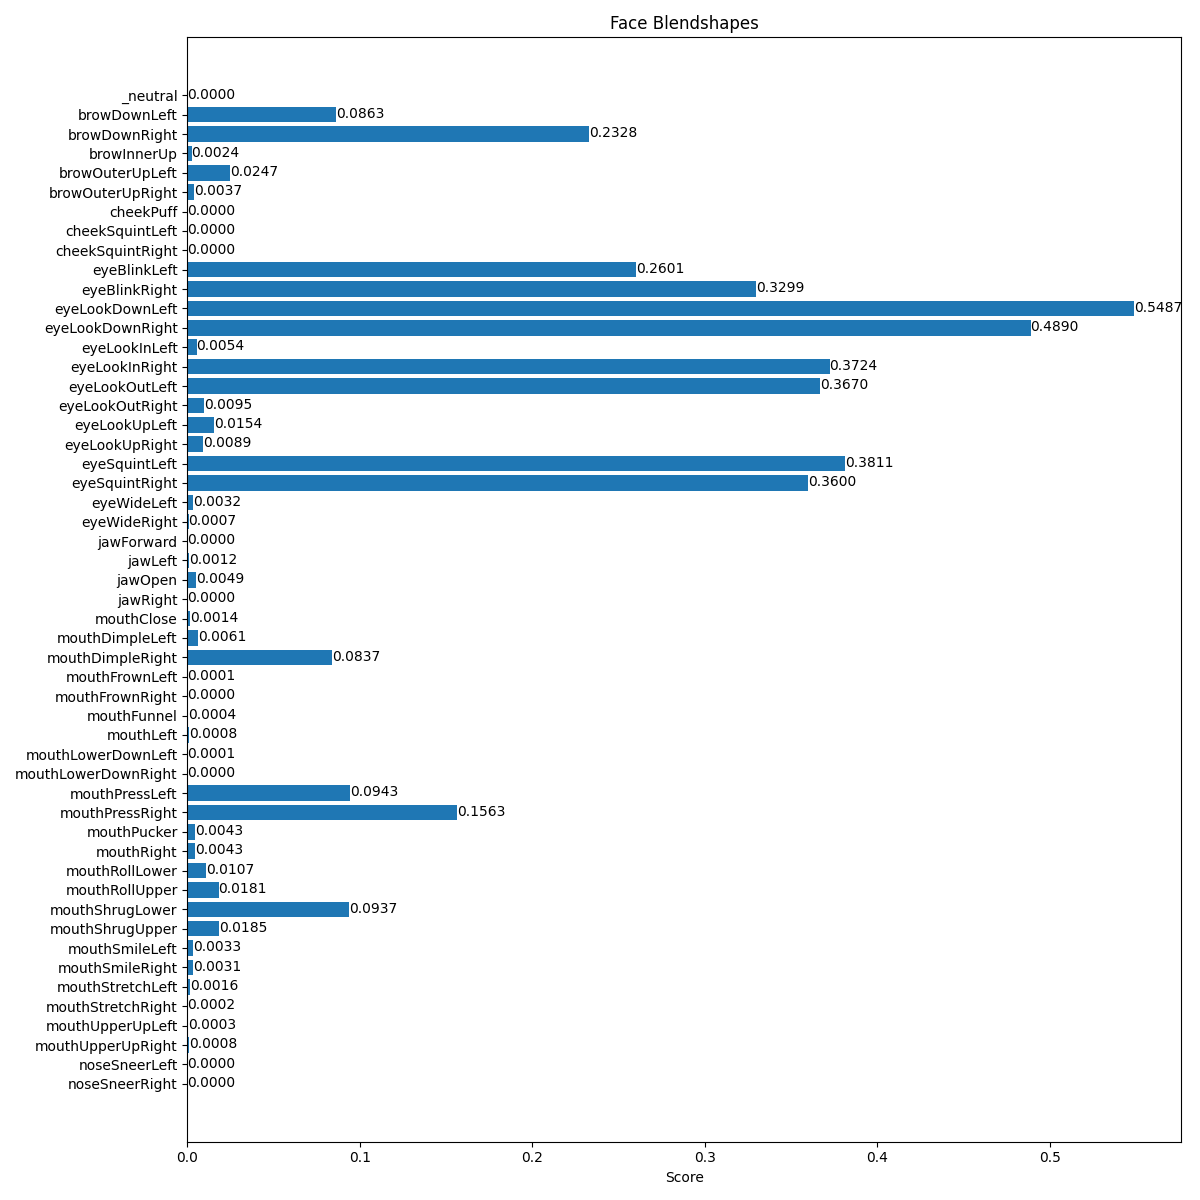 Face Blendshapes
_neutral 0.0000
browDownLeft 0.0863
browDownRight 0.2328
browInnerUp 0.0024
browOuterUpLeft 0.0247
browOuterUpRight 0.0037
cheekPuff 0.0000
cheekSquintLeft 0.0000
cheekSquintRight 0.0000
eyeBlinkLeft 0.2601
eyeBlinkRight 0.3299
eyeLookDownLeft 0.5487
eyeLookDownRight 0.4890
eyeLookInLeft 0.0054
eyeLookInRight 0.3724
eyeLookOutLeft 0.3670
eyeLookOutRight 0.0095
eyeLookUpLeft 0.0154
eyeLookUpRight 0.0089
eyeSquintLeft 0.3811
eyeSquintRight 0.3600
eyeWideLeft 0.0032
eyeWideRight 0.0007
jawForward 0.0000
jawLeft 0.0012
jawOpen 0.0049
jawRight 0.0000
mouthClose 0.0014
mouthDimpleLeft 0.0061
mouthDimpleRight 0.0837
mouthFrownLeft 0.0001
mouthFrownRight 0.0000
mouthFunnel 0.0004
mouthLeft 0.0008
mouthLowerDownLeft 0.0001
mouthLowerDownRight 0.0000
mouthPressLeft 0.0943
mouthPressRight 0.1563
mouthPucker 0.0043
mouthRight 0.0043
mouthRollLower 0.0107
mouthRollUpper 0.0181
mouthShrugLower 0.0937
mouthShrugUpper 0.0185
mouthSmileLeft 0.0033
mouthSmileRight 0.0031
mouthStretchLeft 0.0016
mouthStretchRight 0.0002
mouthUpperUpLeft 0.0003
mouthUpperUpRight 0.0008
noseSneerLeft 0.0000
noseSneerRight 0.0000
0.0 0.1 0.2 0.3 0.4 0.5
Score